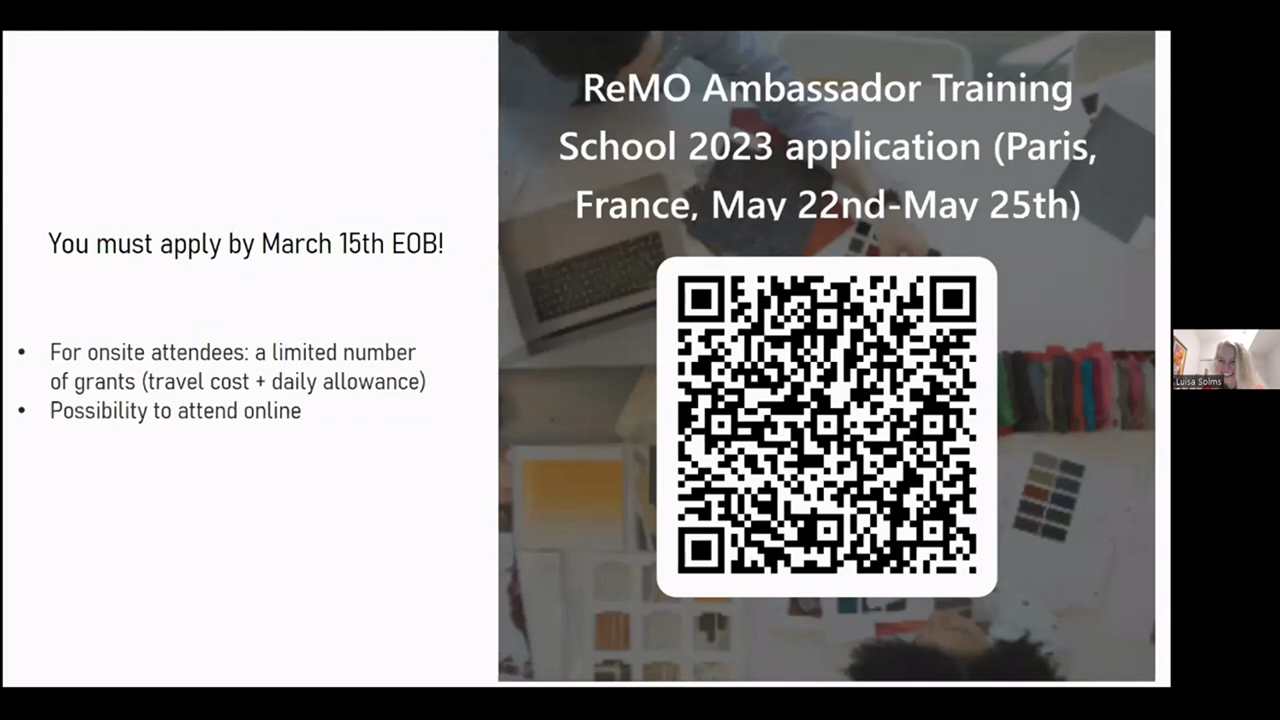 You must apply by March 15th EOB!
• For onsite attendees: a limited number
of grants (travel cost + daily allowance)
• Possibility to attend online
ReMO Ambassador Training
School 2023 application (Paris,
France, May 22nd-May 25th)
Luisa Solms